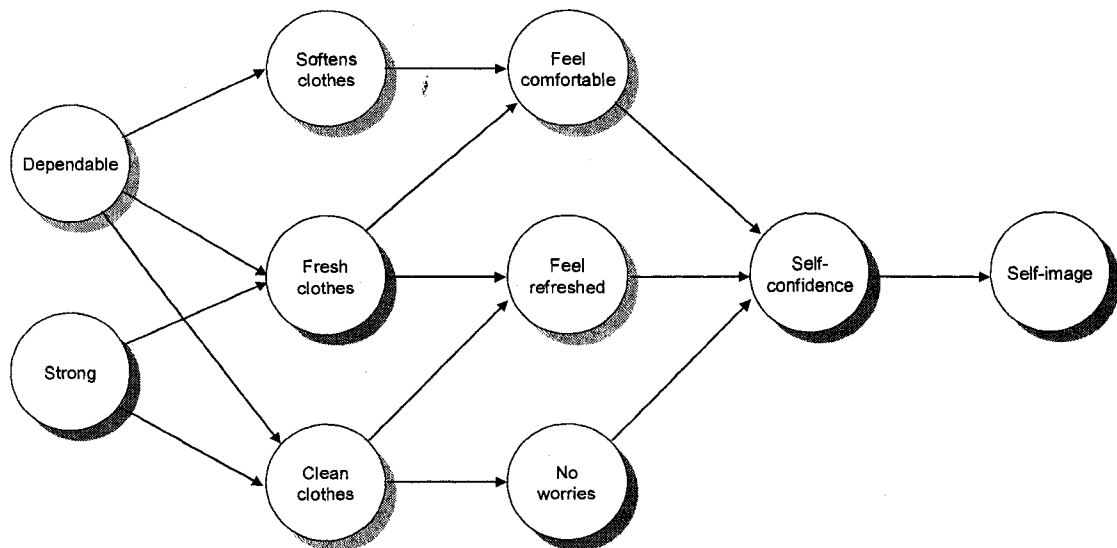 Softens
clothes
Feel
comfortable
Dependable
Fresh
clothes
Feel
refreshed
Self-
confidence
Self-image
Strong
Clean
clothes
No
worries